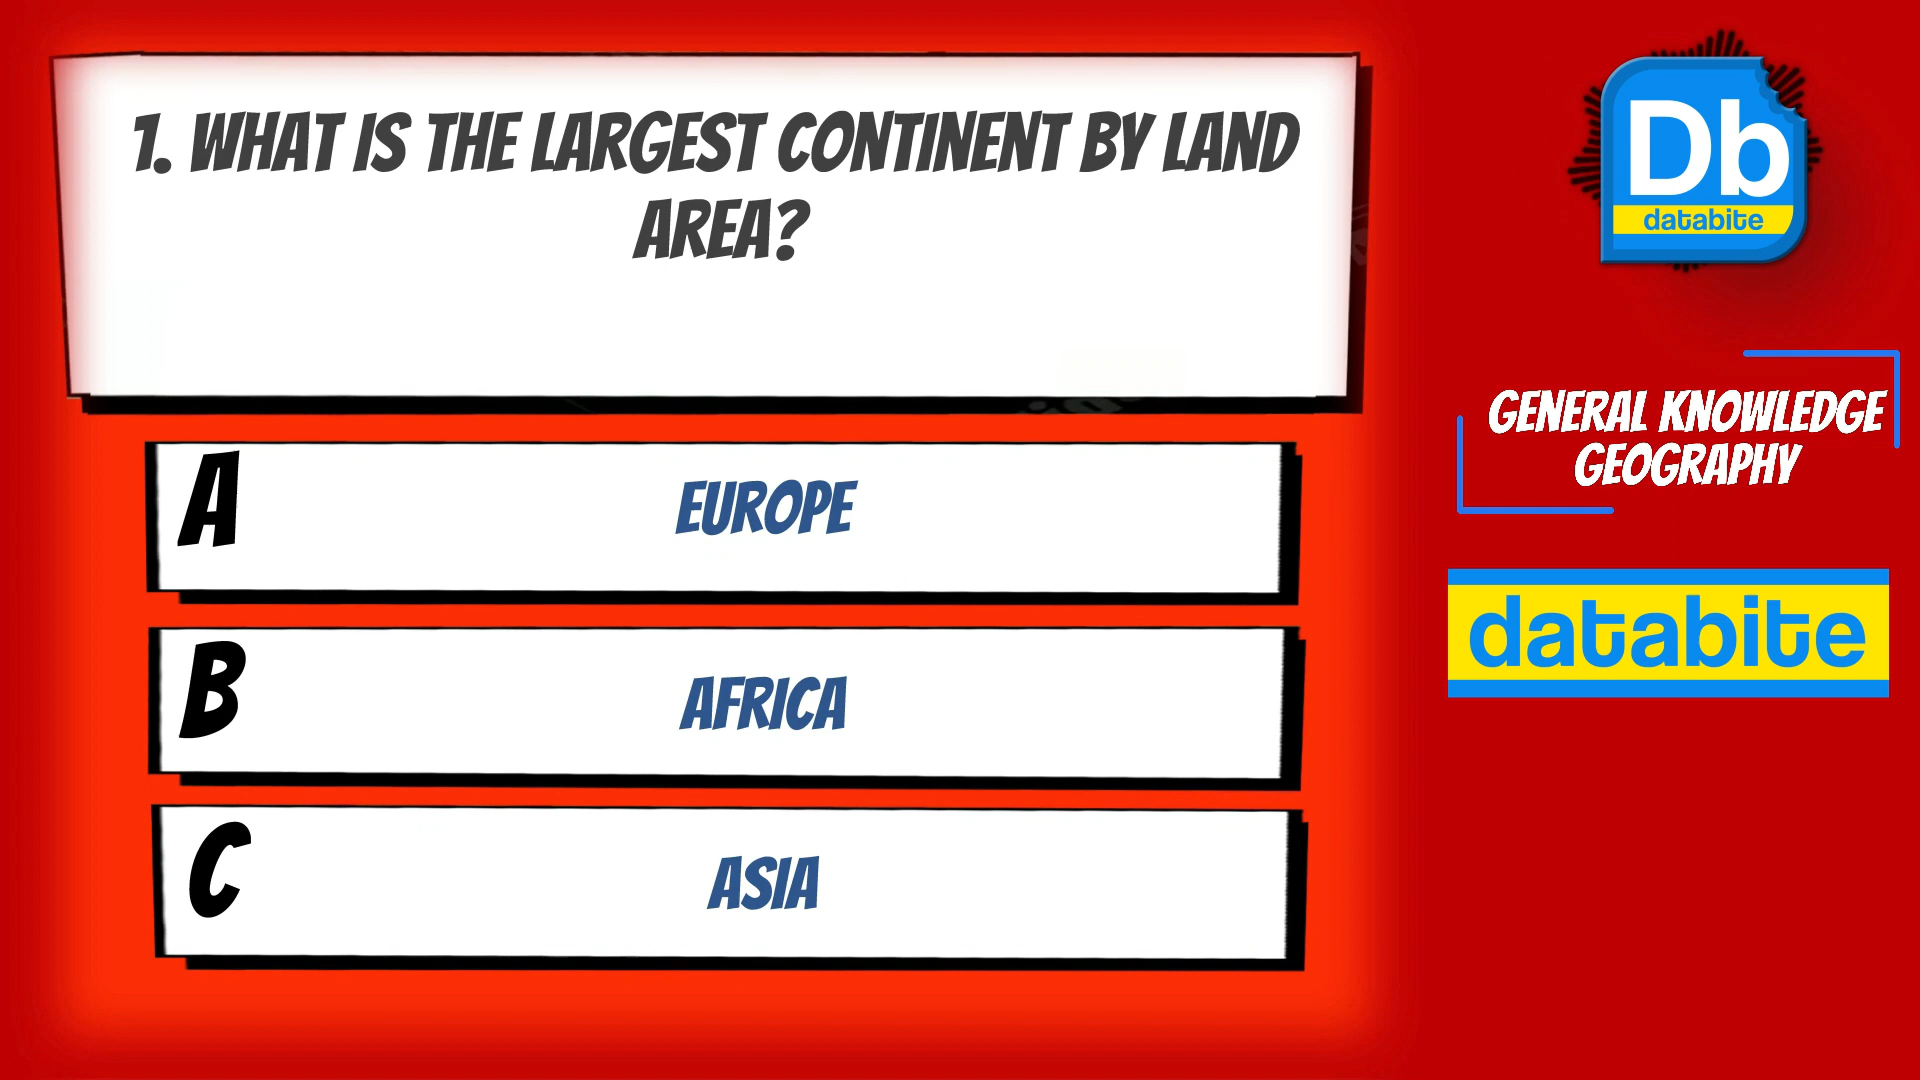 1. WHAT IS THE LARGEST CONTINENT BY LAND
AREA?
A
EUROPE
B
AFRICA
C
ASIA
Db
databite
GENERAL KNOWLEDGE
GEOGRAPHY
databite